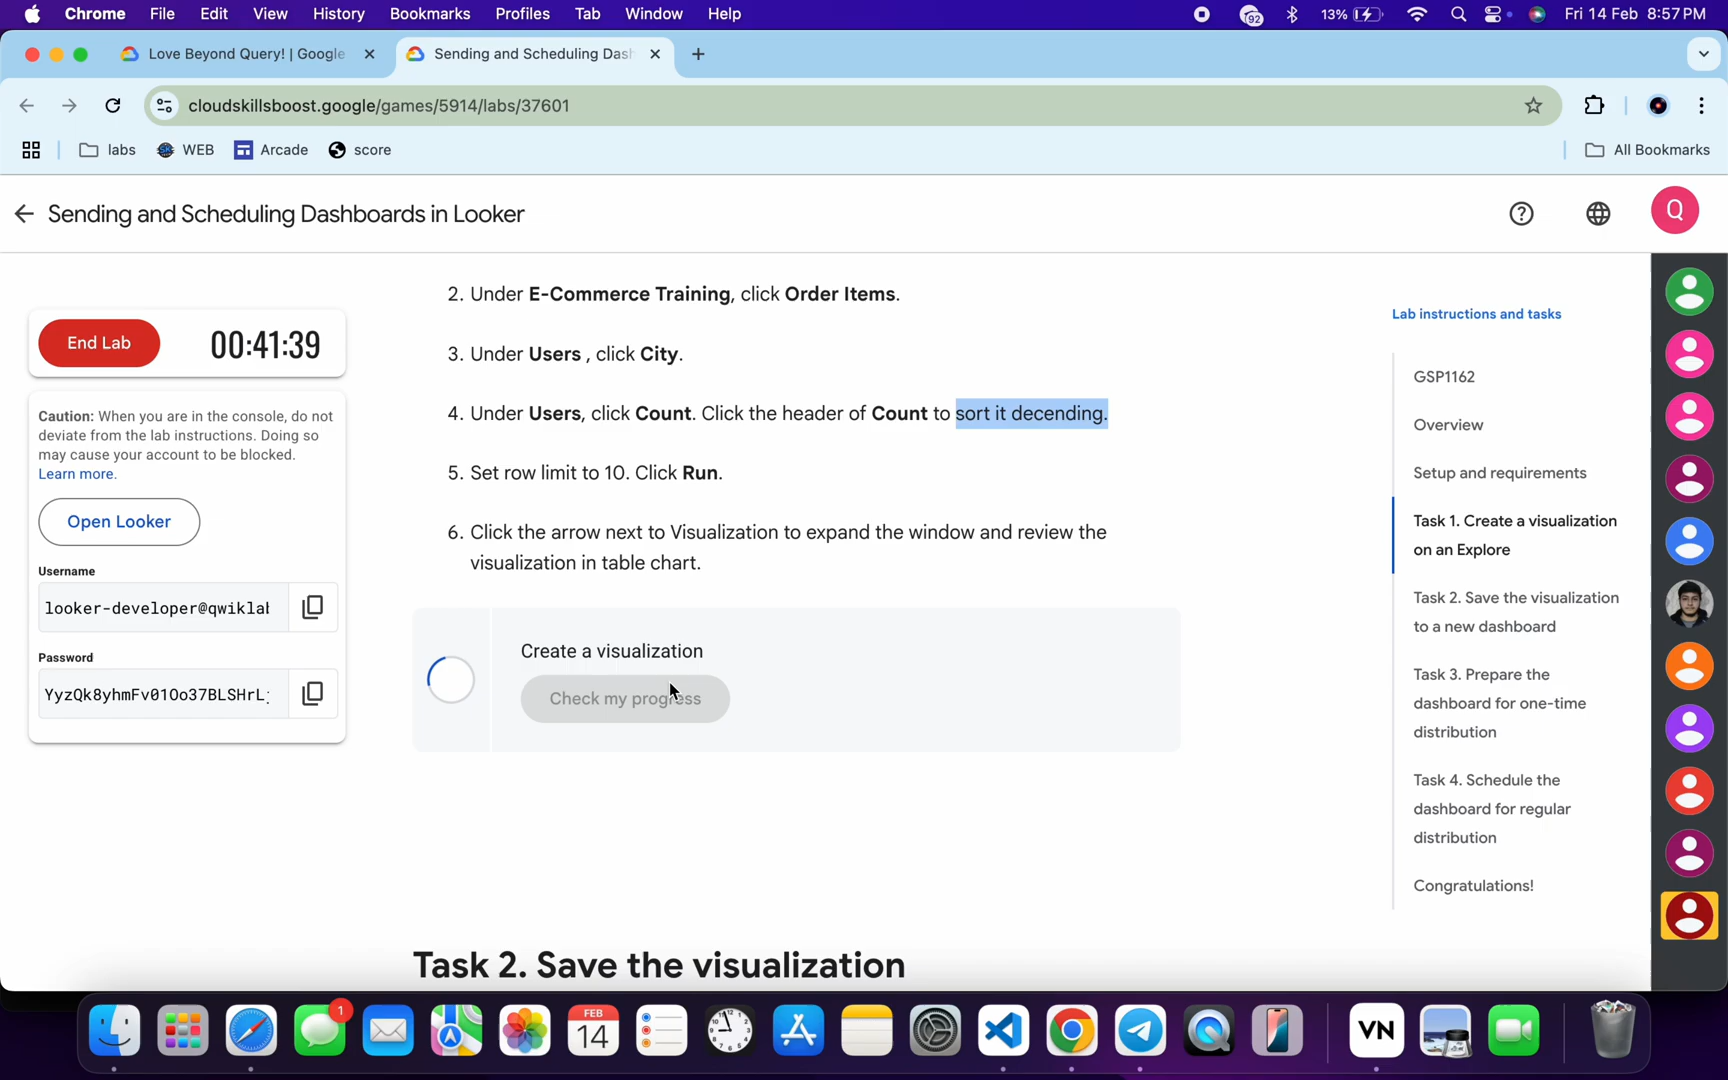 Chrome File Edit View History Bookmarks Profiles Tab Window Help 92 13% Fri 14 Feb 8:57 PM
Love Beyond Query! | Google Sending and Scheduling Dash
cloudskillsboost.google/games/5914/labs/37601
labs WEB Arcade score All Bookmarks
Sending and Scheduling Dashboards in Looker Q
End Lab 00:41:39
Caution: When you are in the console, do not
deviate from the lab instructions. Doing so
may cause your account to be blocked.
Learn more.
Open Looker
Username
looker-developer@qwiklab
Password
YyzQk8yhmFv01Oo37BLSHrL
2. Under E-Commerce Training, click Order Items.
3. Under Users , click City.
4. Under Users, click Count. Click the header of Count to sort it decending.
5. Set row limit to 10. Click Run.
6. Click the arrow next to Visualization to expand the window and review the
visualization in table chart.
Create a visualization
Check my progress
Task 2. Save the visualization
Lab instructions and tasks
GSP1162
Overview
Setup and requirements
Task 1. Create a visualization
on an Explore
Task 2. Save the visualization
to a new dashboard
Task 3. Prepare the
dashboard for one-time
distribution
Task 4. Schedule the
dashboard for regular
distribution
Congratulations!
1
FEB
14
VN